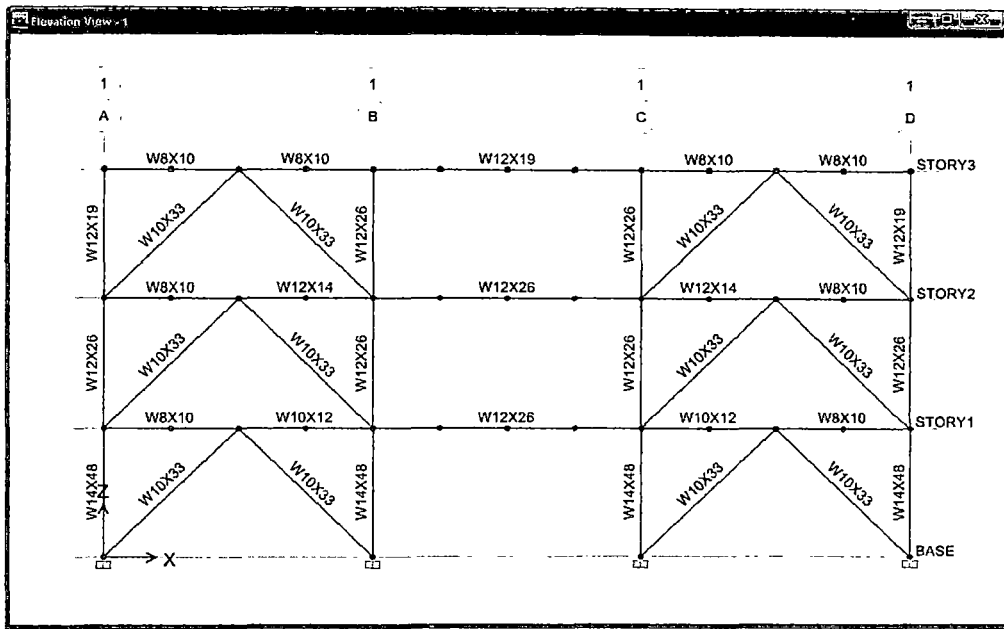 Elevation View - 1
1 1 1 1
A B C D
W8X10 W8X10 W12X19 W8X10 W8X10 STORY3
W12X19 W10X33 W10X33 W12X26 W12X26 W10X33 W10X33 W12X19
W8X10 W12X14 W12X26 W12X14 W8X10 STORY2
W12X26 W10X33 W10X33 W12X26 W12X26 W10X33 W10X33 W12X26
W8X10 W10X12 W12X26 W10X12 W8X10 STORY1
W14X48 W10X33 W10X33 W14X48 W14X48 W10X33 W10X33 W14X48
Z
BASE
X